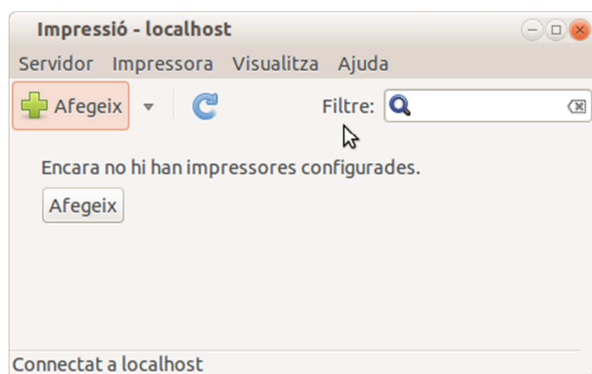 Impressió - localhost
Servidor Impressora Visualitza Ajuda
Afegeix Filtre:
Encara no hi han impressores configurades.
Afegeix
Connectat a localhost